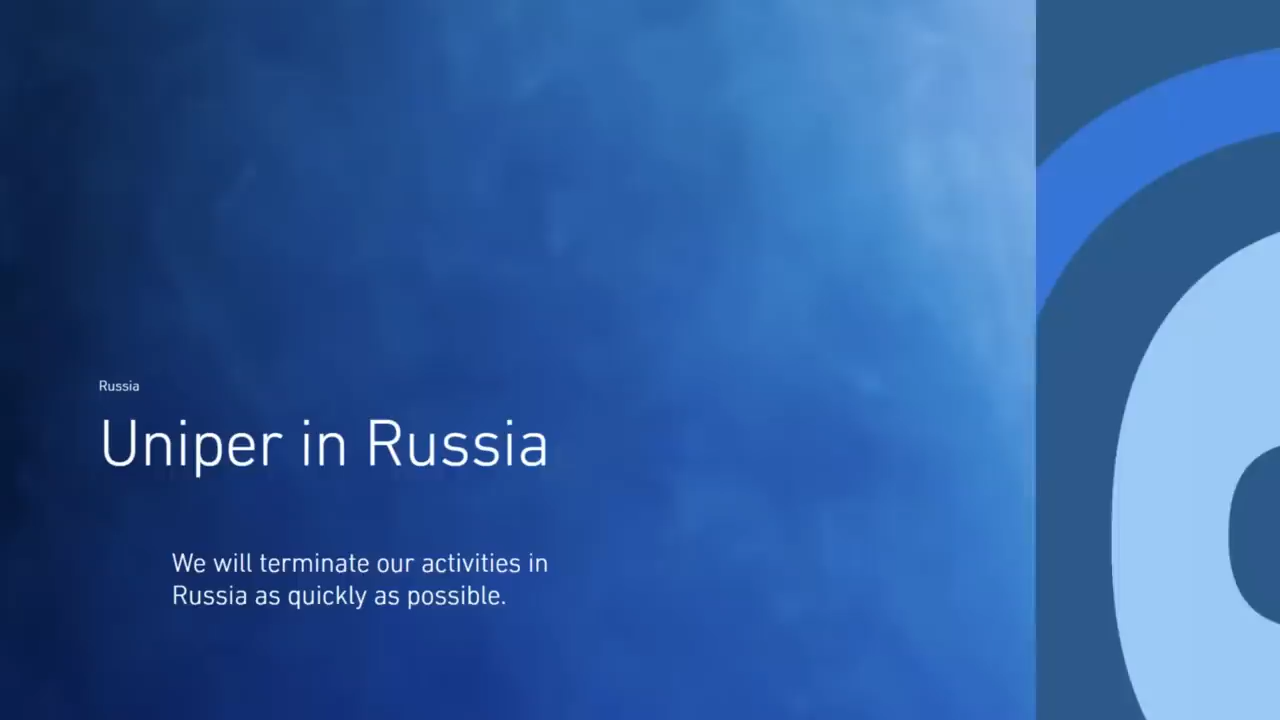 Russia
Uniper in Russia
We will terminate our activities in
Russia as quickly as possible.